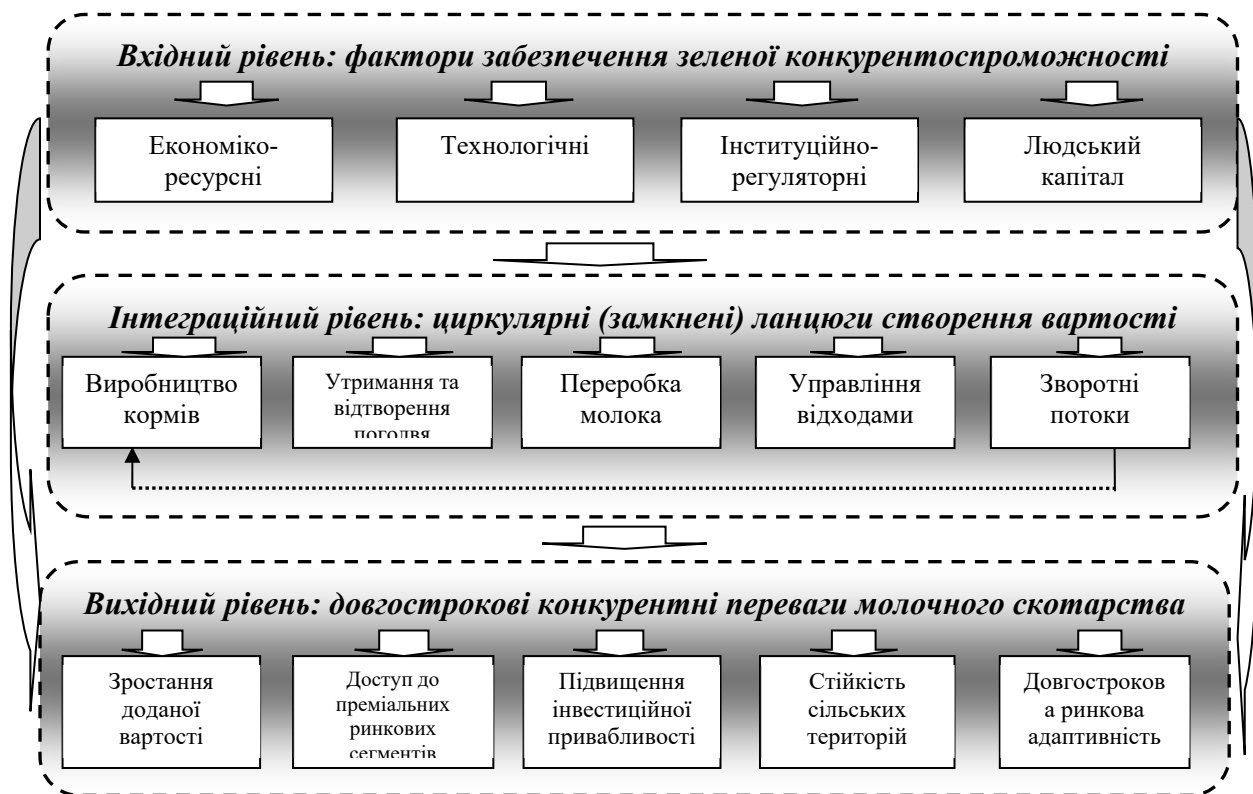 Вхідний рівень: фактори забезпечення зеленої конкурентоспроможності
Економіко-
ресурсні
Технологічні
Інституційно-
регуляторні
Людський
капітал
Інтеграційний рівень: циркулярні (замкнені) ланцюги створення вартості
Виробництво
кормів
Утримання та
відтворення
поголвя
Переробка
молока
Управління
відходами
Зворотні
потоки
Вихідний рівень: довгострокові конкурентні переваги молочного скотарства
Зростання
доданої
вартості
Доступ до
преміальних
ринкових
сегментів
Підвищення
інвестиційної
привабливості
Стійкість
сільських
територій
Довгостроков
а ринкова
адаптивність